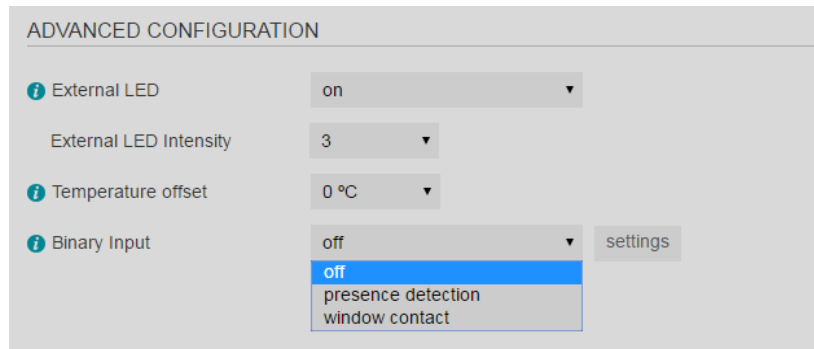 ADVANCED CONFIGURATION
i External LED on
External LED Intensity 3
i Temperature offset 0 ºC
i Binary Input off settings
off
presence detection
window contact